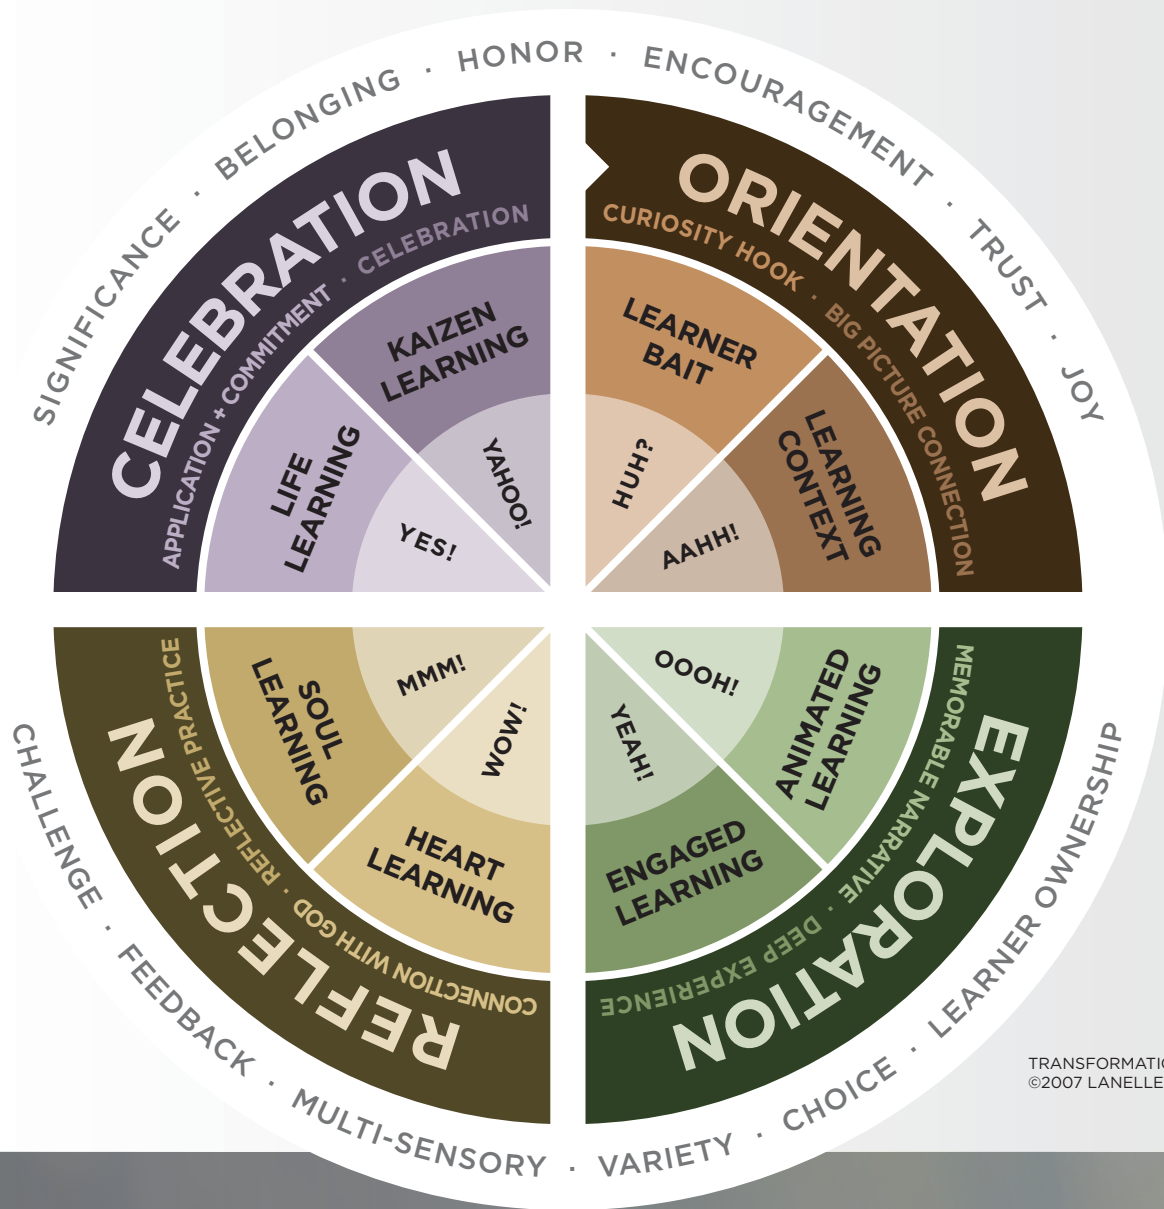 SIGNIFICANCE · BELONGING · HONOR · ENCOURAGEMENT · TRUST · JOY
ORIENTATION
CURIOSITY HOOK · BIG PICTURE CONNECTION
LEARNER
BAIT
HUH?
LEARNING
CONTEXT
AAHH!
EXPLORATION
MEMORABLE NARRATIVE · DEEP EXPERIENCE
ANIMATED
LEARNING
OOOH!
ENGAGED
LEARNING
YEAH!
REFLECTION
CONNECTION WITH GOD · REFLECTIVE PRACTICE
HEART
LEARNING
WOW!
SOUL
LEARNING
MMM!
CELEBRATION
APPLICATION + COMMITMENT · CELEBRATION
LIFE
LEARNING
YES!
KAIZEN
LEARNING
YAHOO!
CHALLENGE · FEEDBACK · MULTI-SENSORY · VARIETY · CHOICE · LEARNER OWNERSHIP
©2007 LANELLE